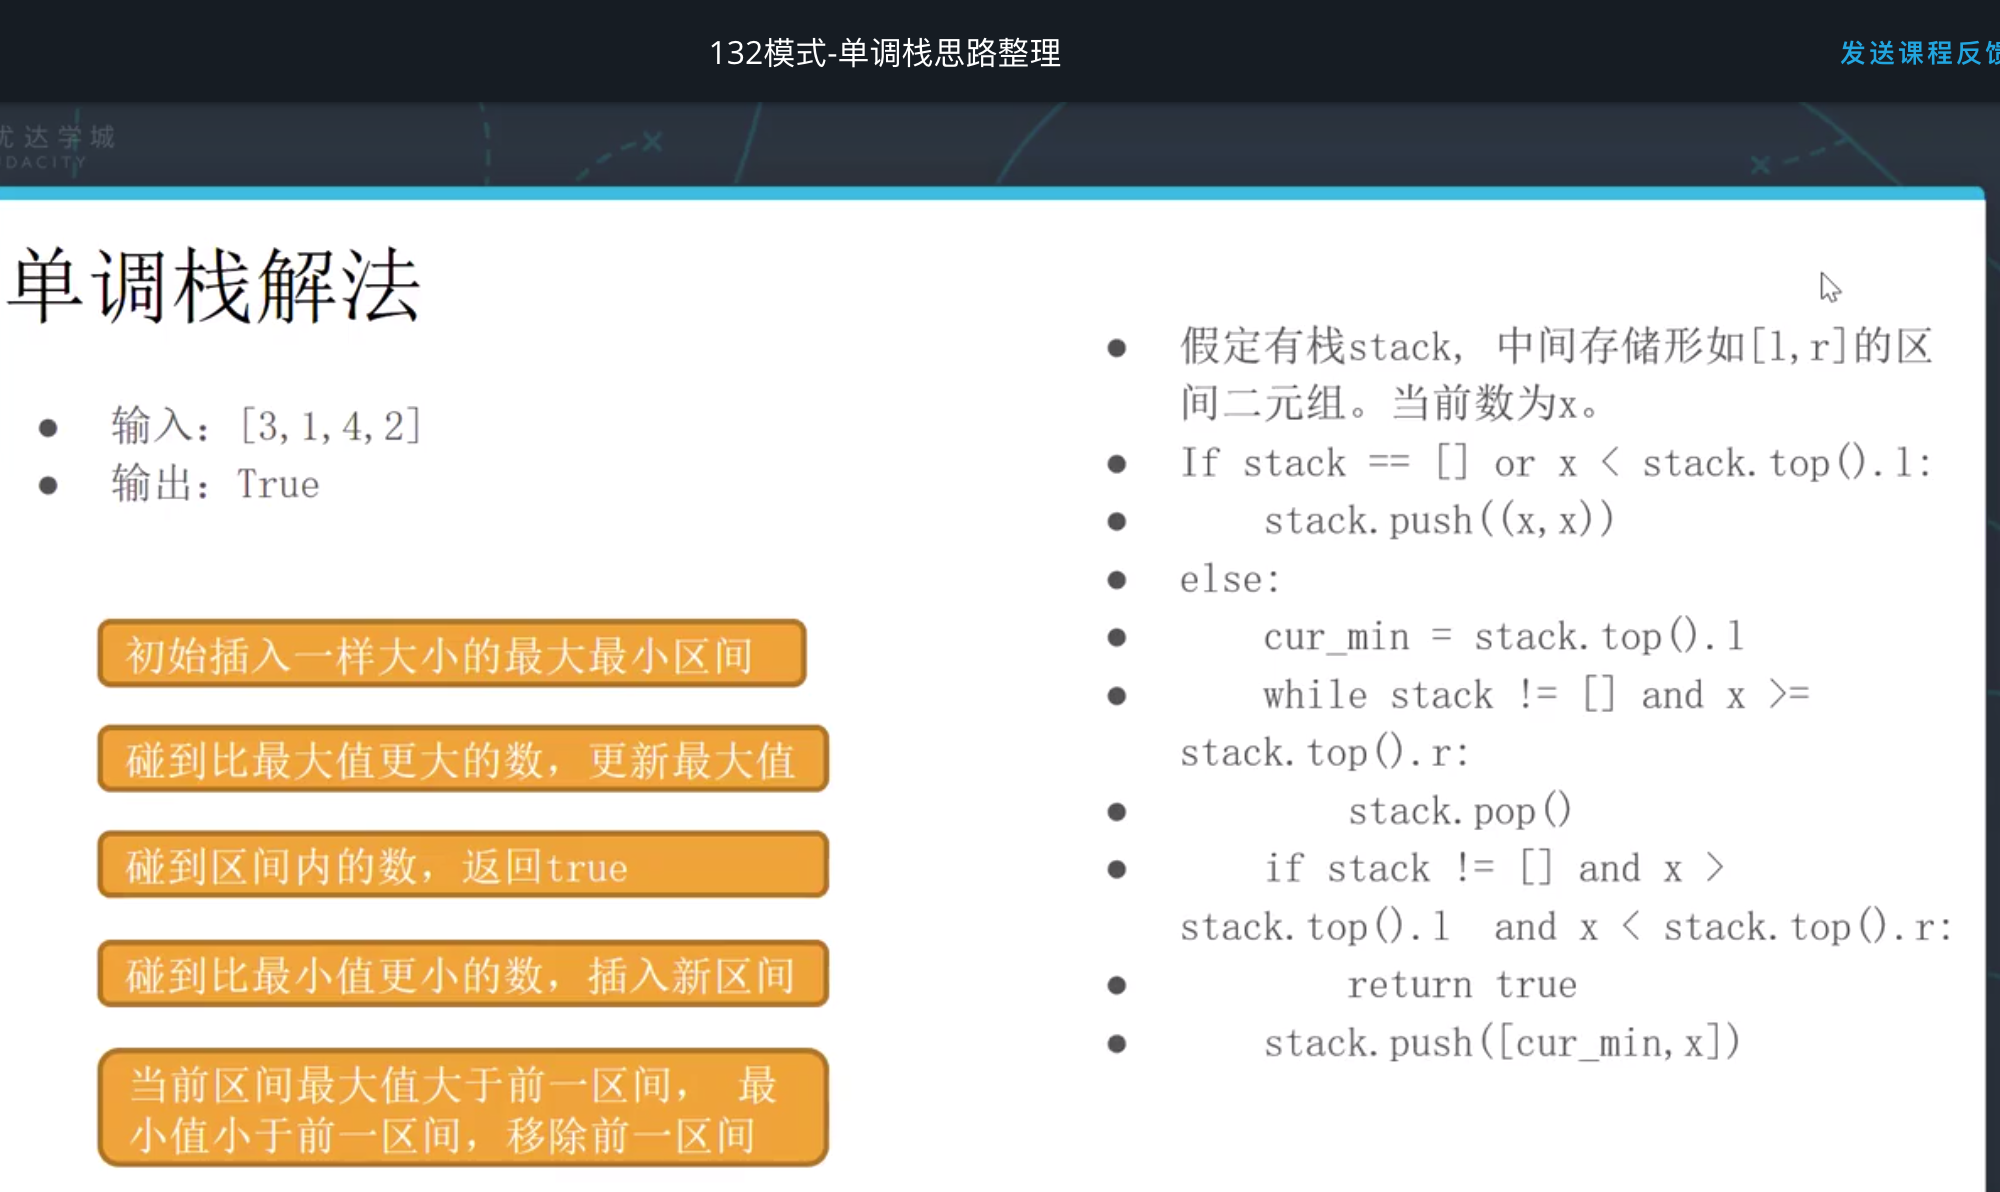 132模式-单调栈思路整理
发送课程反馈
优达学城
UDACITY
单调栈解法
● 输入：[3,1,4,2]
● 输出：True
初始插入一样大小的最大最小区间
碰到比最大值更大的数，更新最大值
碰到区间内的数，返回true
碰到比最小值更小的数，插入新区间
当前区间最大值大于前一区间， 最
小值小于前一区间，移除前一区间
● 假定有栈stack, 中间存储形如[l,r]的区
间二元组。当前数为x。
● If stack == [] or x < stack.top().l:
● stack.push((x,x))
● else:
● cur_min = stack.top().l
● while stack != [] and x >=
stack.top().r:
● stack.pop()
● if stack != [] and x >
stack.top().l and x < stack.top().r:
● return true
● stack.push([cur_min,x])